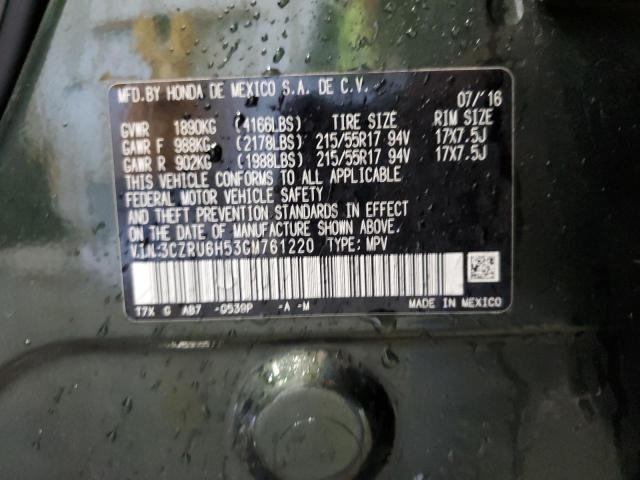 MFD.BY HONDA DE MEXICO S.A. DE C.V. 07/'16
GVWR 1890KG (4166LBS) TIRE SIZE RIM SIZE
GAWR F 988KG (2178LBS) 215/55R17 94V 17X7.5J
GAWR R 902KG (1988LBS) 215/55R17 94V 17X7.5J
THIS VEHICLE CONFORMS TO ALL APPLICABLE
FEDERAL MOTOR VEHICLE SAFETY
AND THEFT PREVENTION STANDARDS IN EFFECT
ON THE DATE OF MANUFACTURE SHOWN ABOVE.
V.I.N.:3CZRU6H53GM761220 TYPE: MPV
T7X G AB7 -G539P -A -M MADE IN MEXICO